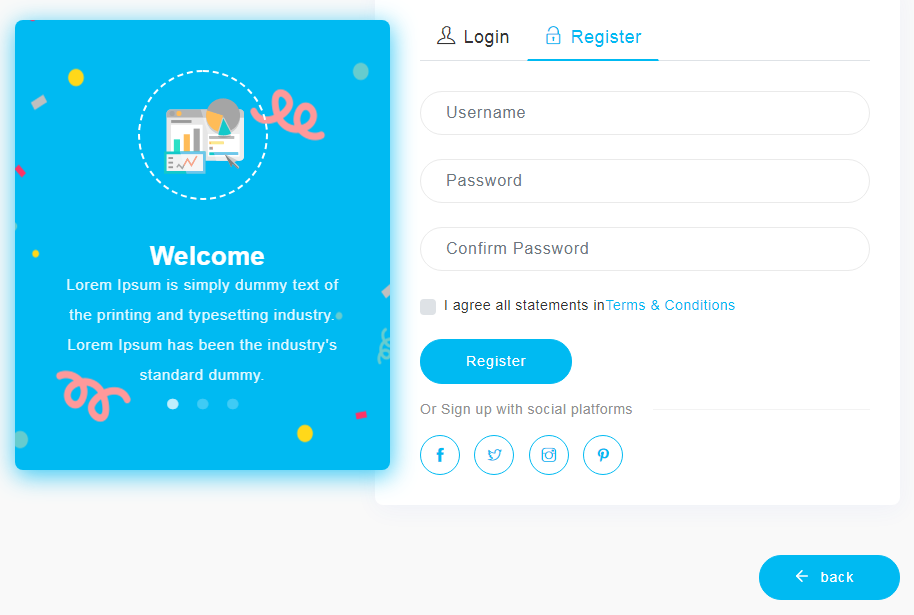 Login
Register
Username
Password
Confirm Password
I agree all statements inTerms & Conditions
Register
Or Sign up with social platforms
Welcome
Lorem Ipsum is simply dummy text of
the printing and typesetting industry.
Lorem Ipsum has been the industry's
standard dummy.
back